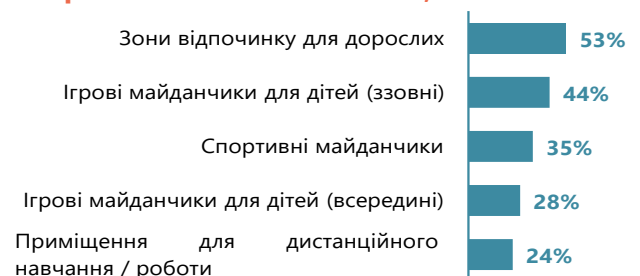 Зони відпочинку для дорослих 53%
Ігрові майданчики для дітей (ззовні) 44%
Спортивні майданчики 35%
Ігрові майданчики для дітей (всередині) 28%
Приміщення для дистанційного
навчання / роботи 24%